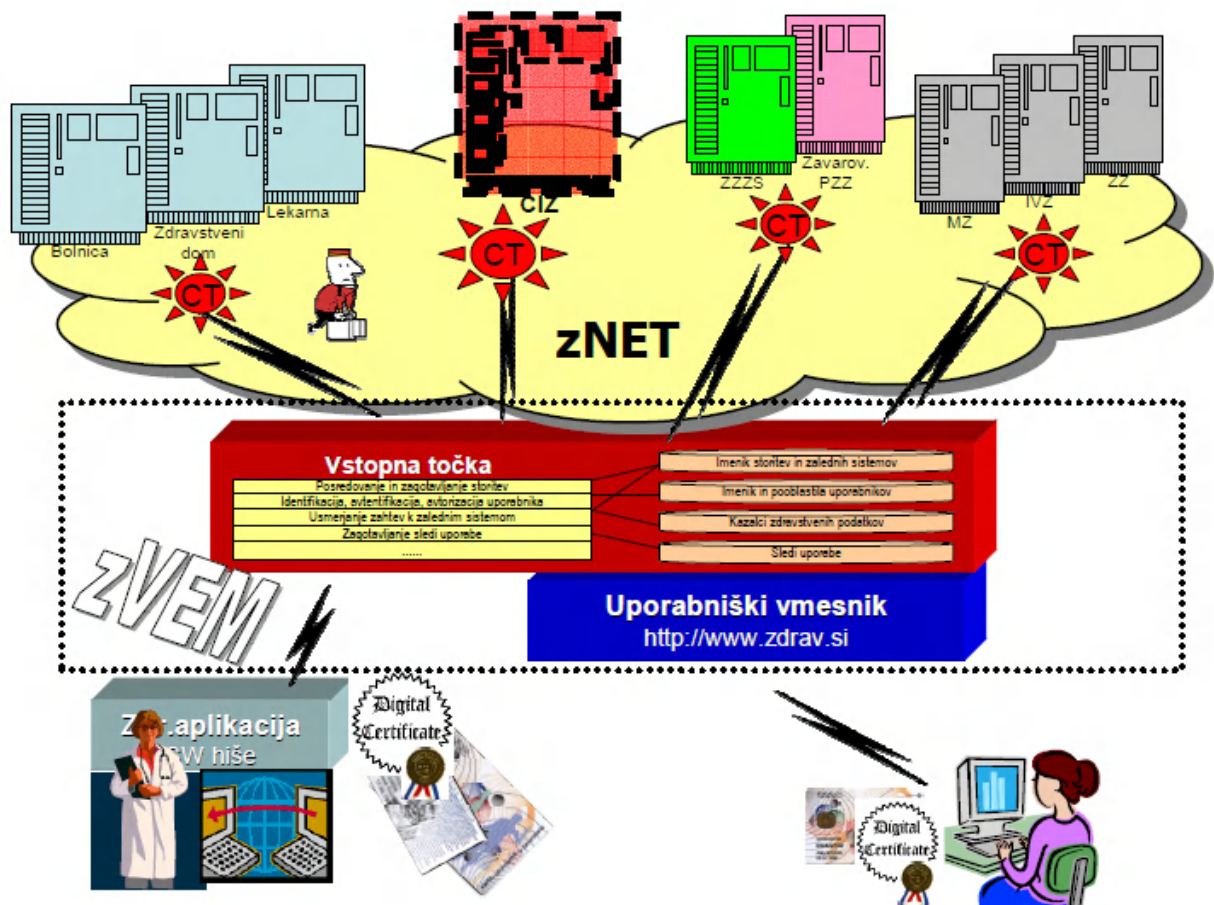 Bolnica
Zdravstveni
dom
Lekarna
CIZ
ZZZS
Zavarov.
PZZ
MZ
IVZ
ZZ
CT
CT
CT
CT
zNET
Vstopna točka
Posredovanje in zagotavljanje storitev
Identifikacija, avtentifikacija, avtorizacija uporabnika
Usmerjanje zahtev k zalednim sistemom
Zagotavljanje sledi uporabe
......
Imenik storitev in zalednih sistemov
Imenik in pooblastila uporabnikov
Kazalci zdravstvenih podatkov
Sledi uporabe
zVEM
Uporabniški vmesnik
http://www.zdrav.si
.aplikacija
SW hiše
Digital
Certificate
Digital
Certificate